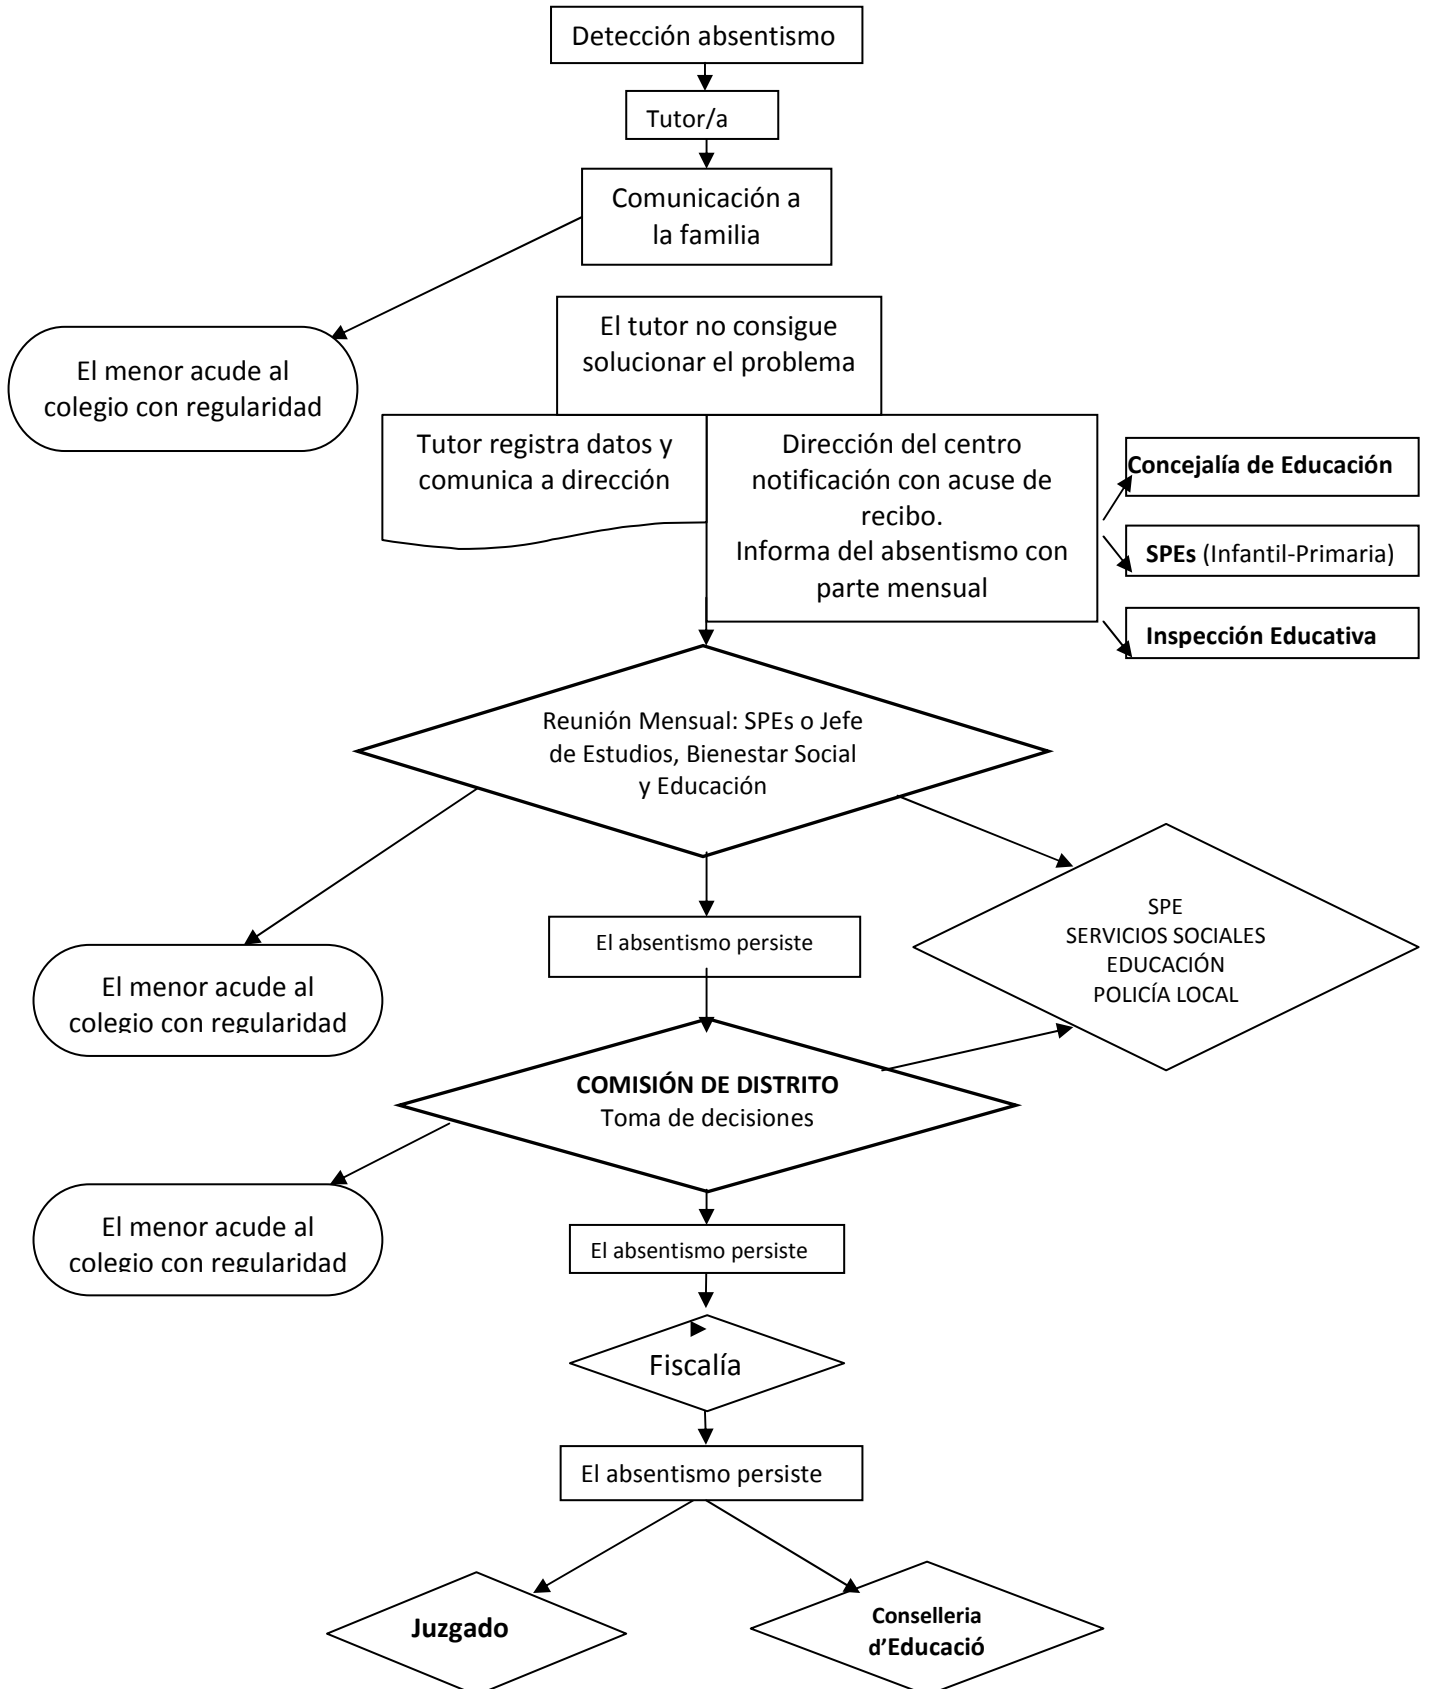 Detección absentismo
Tutor/a
Comunicación a
la familia
El tutor no consigue
solucionar el problema
El menor acude al
colegio con regularidad
Tutor registra datos y
comunica a dirección
Dirección del centro
notificación con acuse de
recibo.
Informa del absentismo con
parte mensual
Concejalía de Educación
SPEs (Infantil-Primaria)
Inspección Educativa
Reunión Mensual: SPEs o Jefe
de Estudios, Bienestar Social
y Educación
SPE
SERVICIOS SOCIALES
EDUCACIÓN
POLICÍA LOCAL
El absentismo persiste
El menor acude al
colegio con regularidad
COMISIÓN DE DISTRITO
Toma de decisiones
El menor acude al
colegio con regularidad
El absentismo persiste
Fiscalía
El absentismo persiste
Juzgado
Conselleria
d'Educació